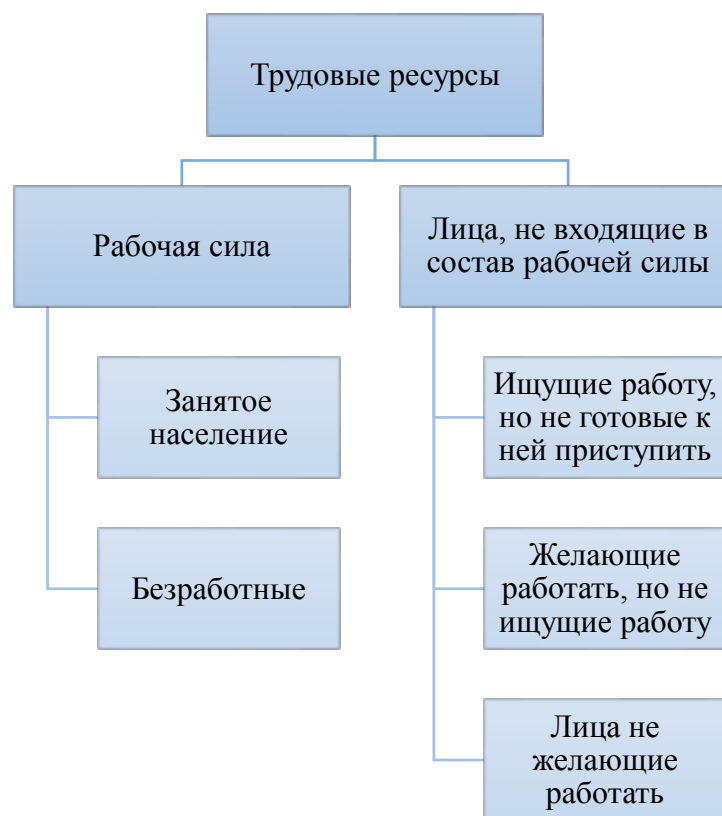 Трудовые ресурсы
Рабочая сила
Лица, не входящие в
состав рабочей силы
Занятое
население
Безработные
Ищущие работу,
но не готовые к
ней приступить
Желающие
работать, но не
ищущие работу
Лица не
желающие
работать